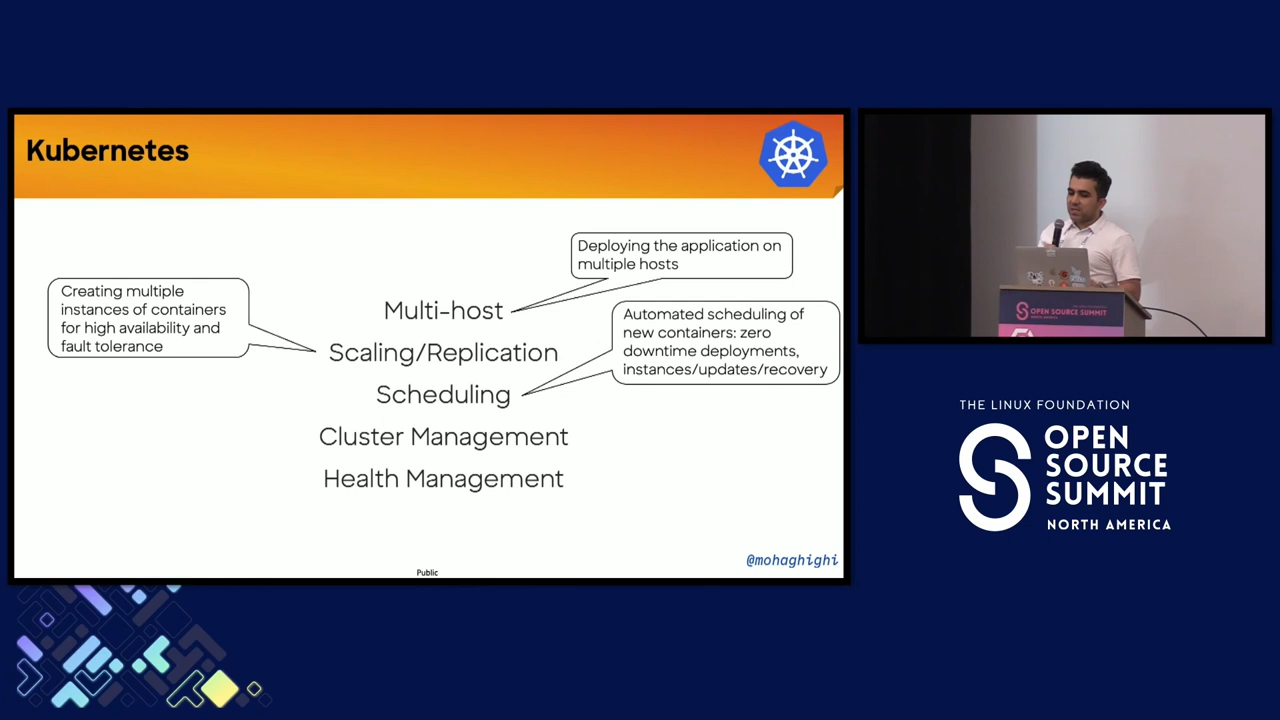 Kubernetes
Deploying the application on
multiple hosts
Creating multiple
instances of containers
for high availability and
fault tolerance
Multi-host
Automated scheduling of
new containers: zero
downtime deployments,
instances/updates/recovery
Scaling/Replication
Scheduling
Cluster Management
Health Management
@mohaghighi
Public
OPEN SOURCE SUMMIT
THE LINUX FOUNDATION
OPEN
SOURCE
SUMMIT
NORTH AMERICA